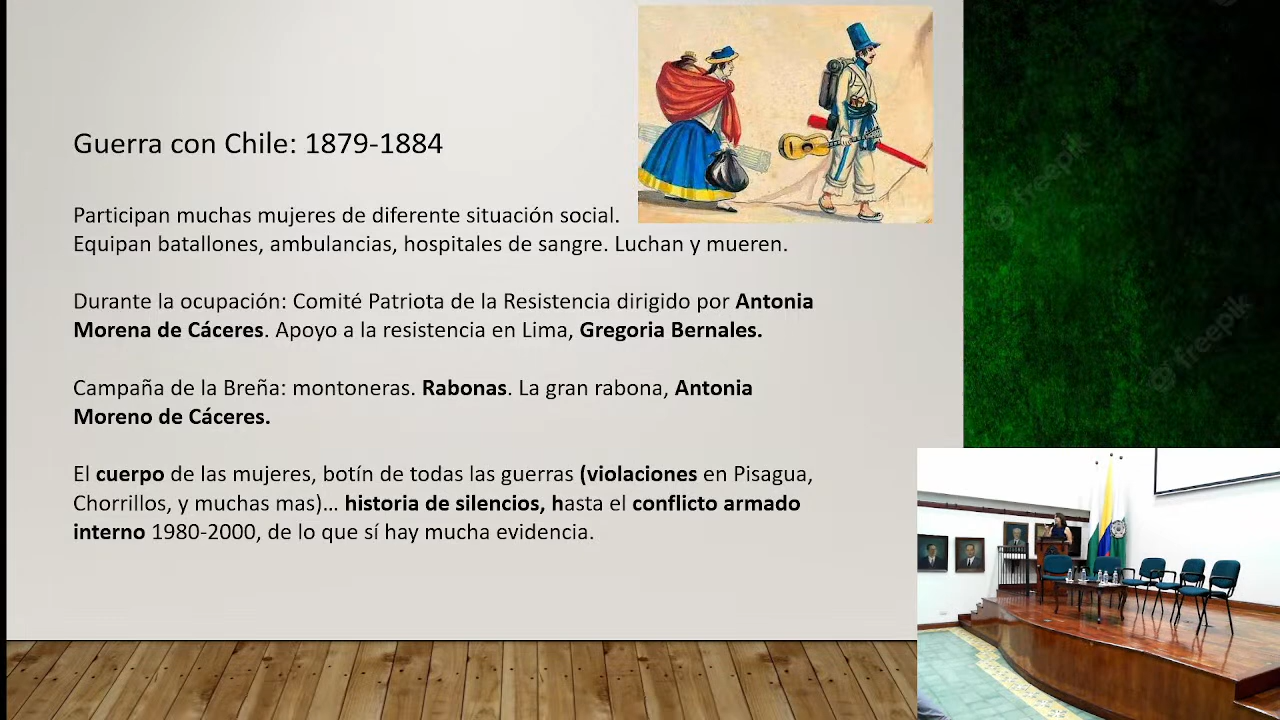 Guerra con Chile: 1879-1884
Participan muchas mujeres de diferente situación social.
Equipan batallones, ambulancias, hospitales de sangre. Luchan y mueren.
Durante la ocupación: Comité Patriota de la Resistencia dirigido por Antonia
Morena de Cáceres. Apoyo a la resistencia en Lima, Gregoria Bernales.
Campaña de la Breña: montoneras. Rabonas. La gran rabona, Antonia
Moreno de Cáceres.
El cuerpo de las mujeres, botín de todas las guerras (violaciones en Pisagua,
Chorrillos, y muchas mas)... historia de silencios, hasta el conflicto armado
interno 1980-2000, de lo que sí hay mucha evidencia.
freepik
freepik